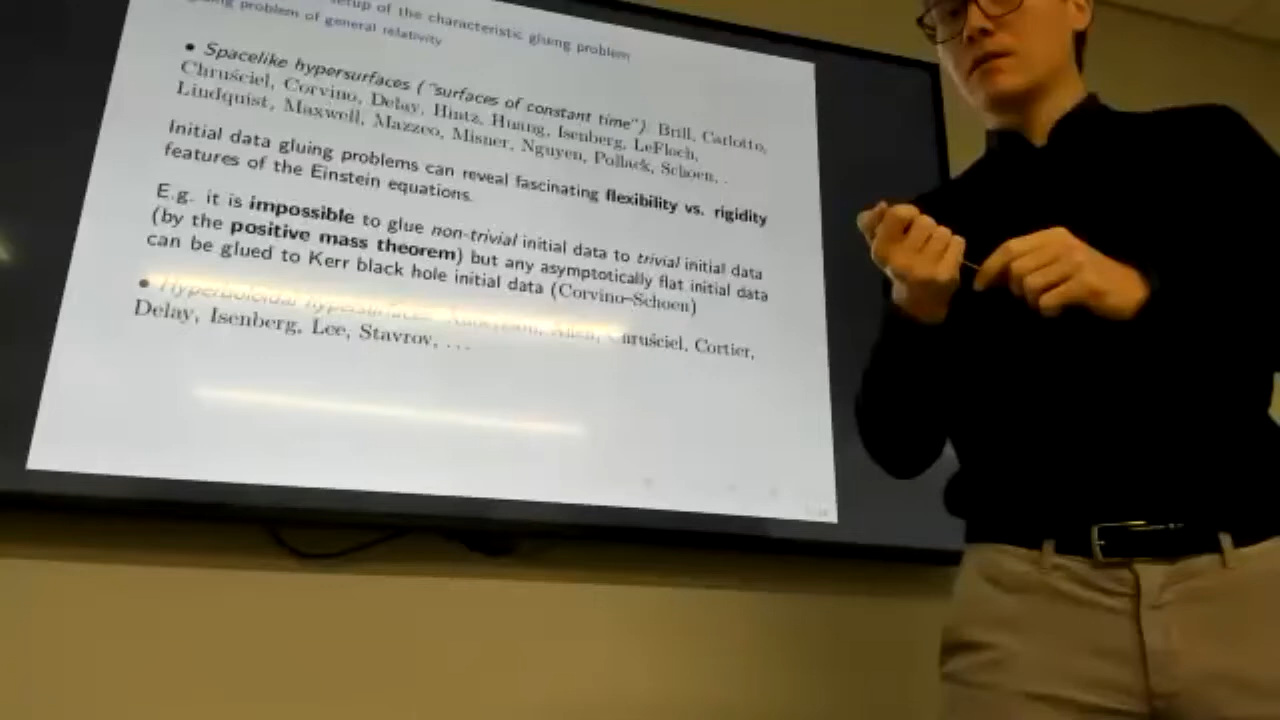 setup of the characteristic gluing problem
gluing problem of general relativity
• Spacelike hypersurfaces ("surfaces of constant time"). Brill, Carlotto,
Chruściel, Corvino, Delay, Hintz, Huang, Isenberg, LeFloch,
Lindquist, Maxwell, Mazzeo, Misner, Nguyen, Pollack, Schoen, . .
Initial data gluing problems can reveal fascinating flexibility vs. rigidity
features of the Einstein equations.
E.g. it is impossible to glue non-trivial initial data to trivial initial data
(by the positive mass theorem) but any asymptotically flat initial data
can be glued to Kerr black hole initial data (Corvino–Schoen)
• Hyperboloidal hypersurfaces. Andersson, Allen, Chruściel, Cortier,
Delay, Isenberg, Lee, Stavrov, ...